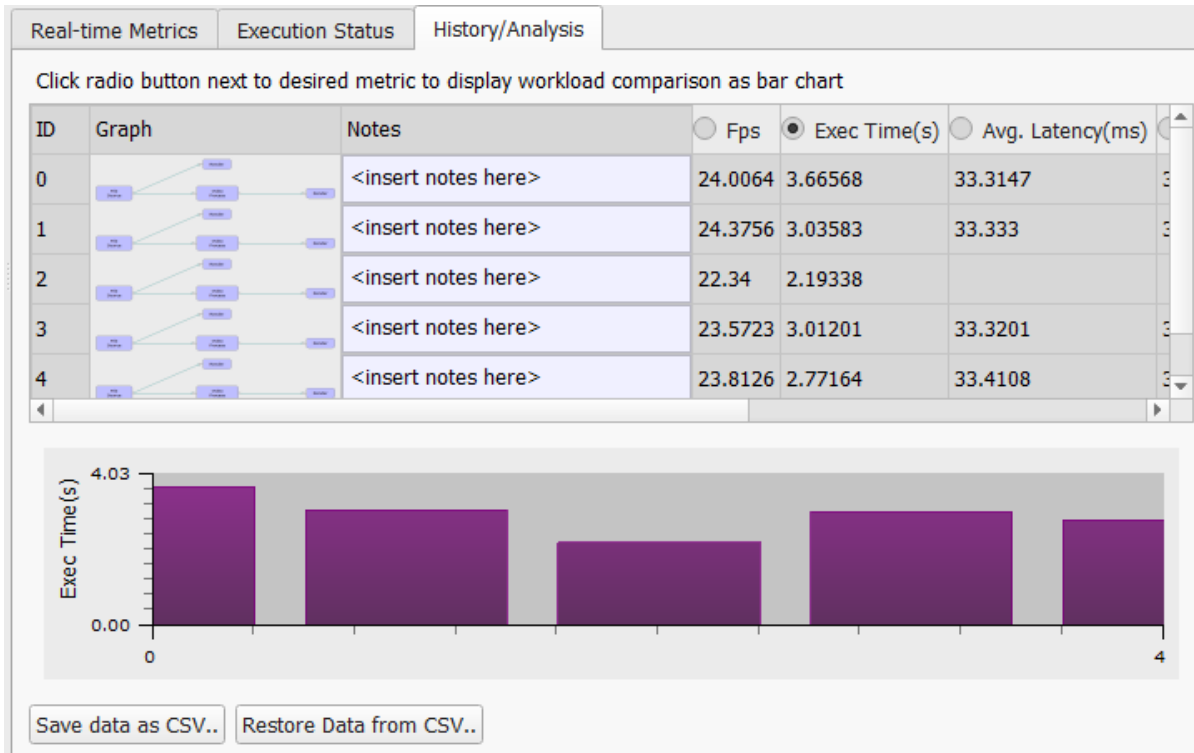 Real-time Metrics Execution Status History/Analysis
Click radio button next to desired metric to display workload comparison as bar chart
ID Graph Notes Fps Exec Time(s) Avg. Latency(ms)
0 <insert notes here> 24.0064 3.66568 33.3147
1 <insert notes here> 24.3756 3.03583 33.333
2 <insert notes here> 22.34 2.19338
3 <insert notes here> 23.5723 3.01201 33.3201
4 <insert notes here> 23.8126 2.77164 33.4108
4.03
Exec Time(s)
0.00
0 4
Save data as CSV.. Restore Data from CSV..